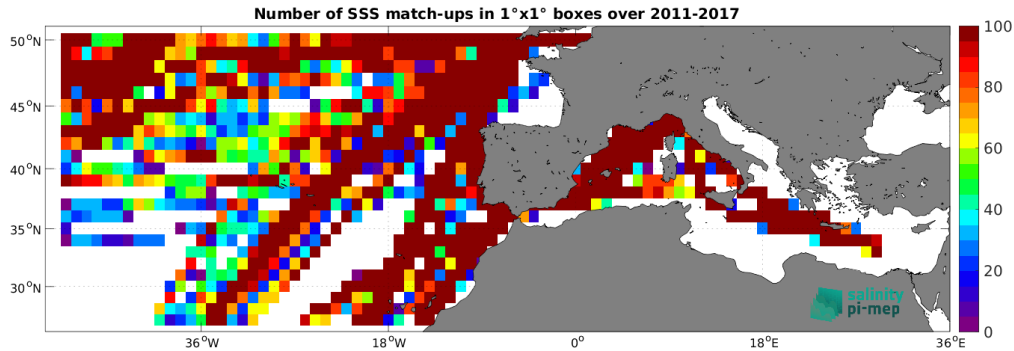 Number of SSS match-ups in 1°x1° boxes over 2011-2017
50°N
45°N
40°N
35°N
30°N
36°W
18°W
0°
18°E
36°E
100
80
60
40
20
0
salinity
pi-mep